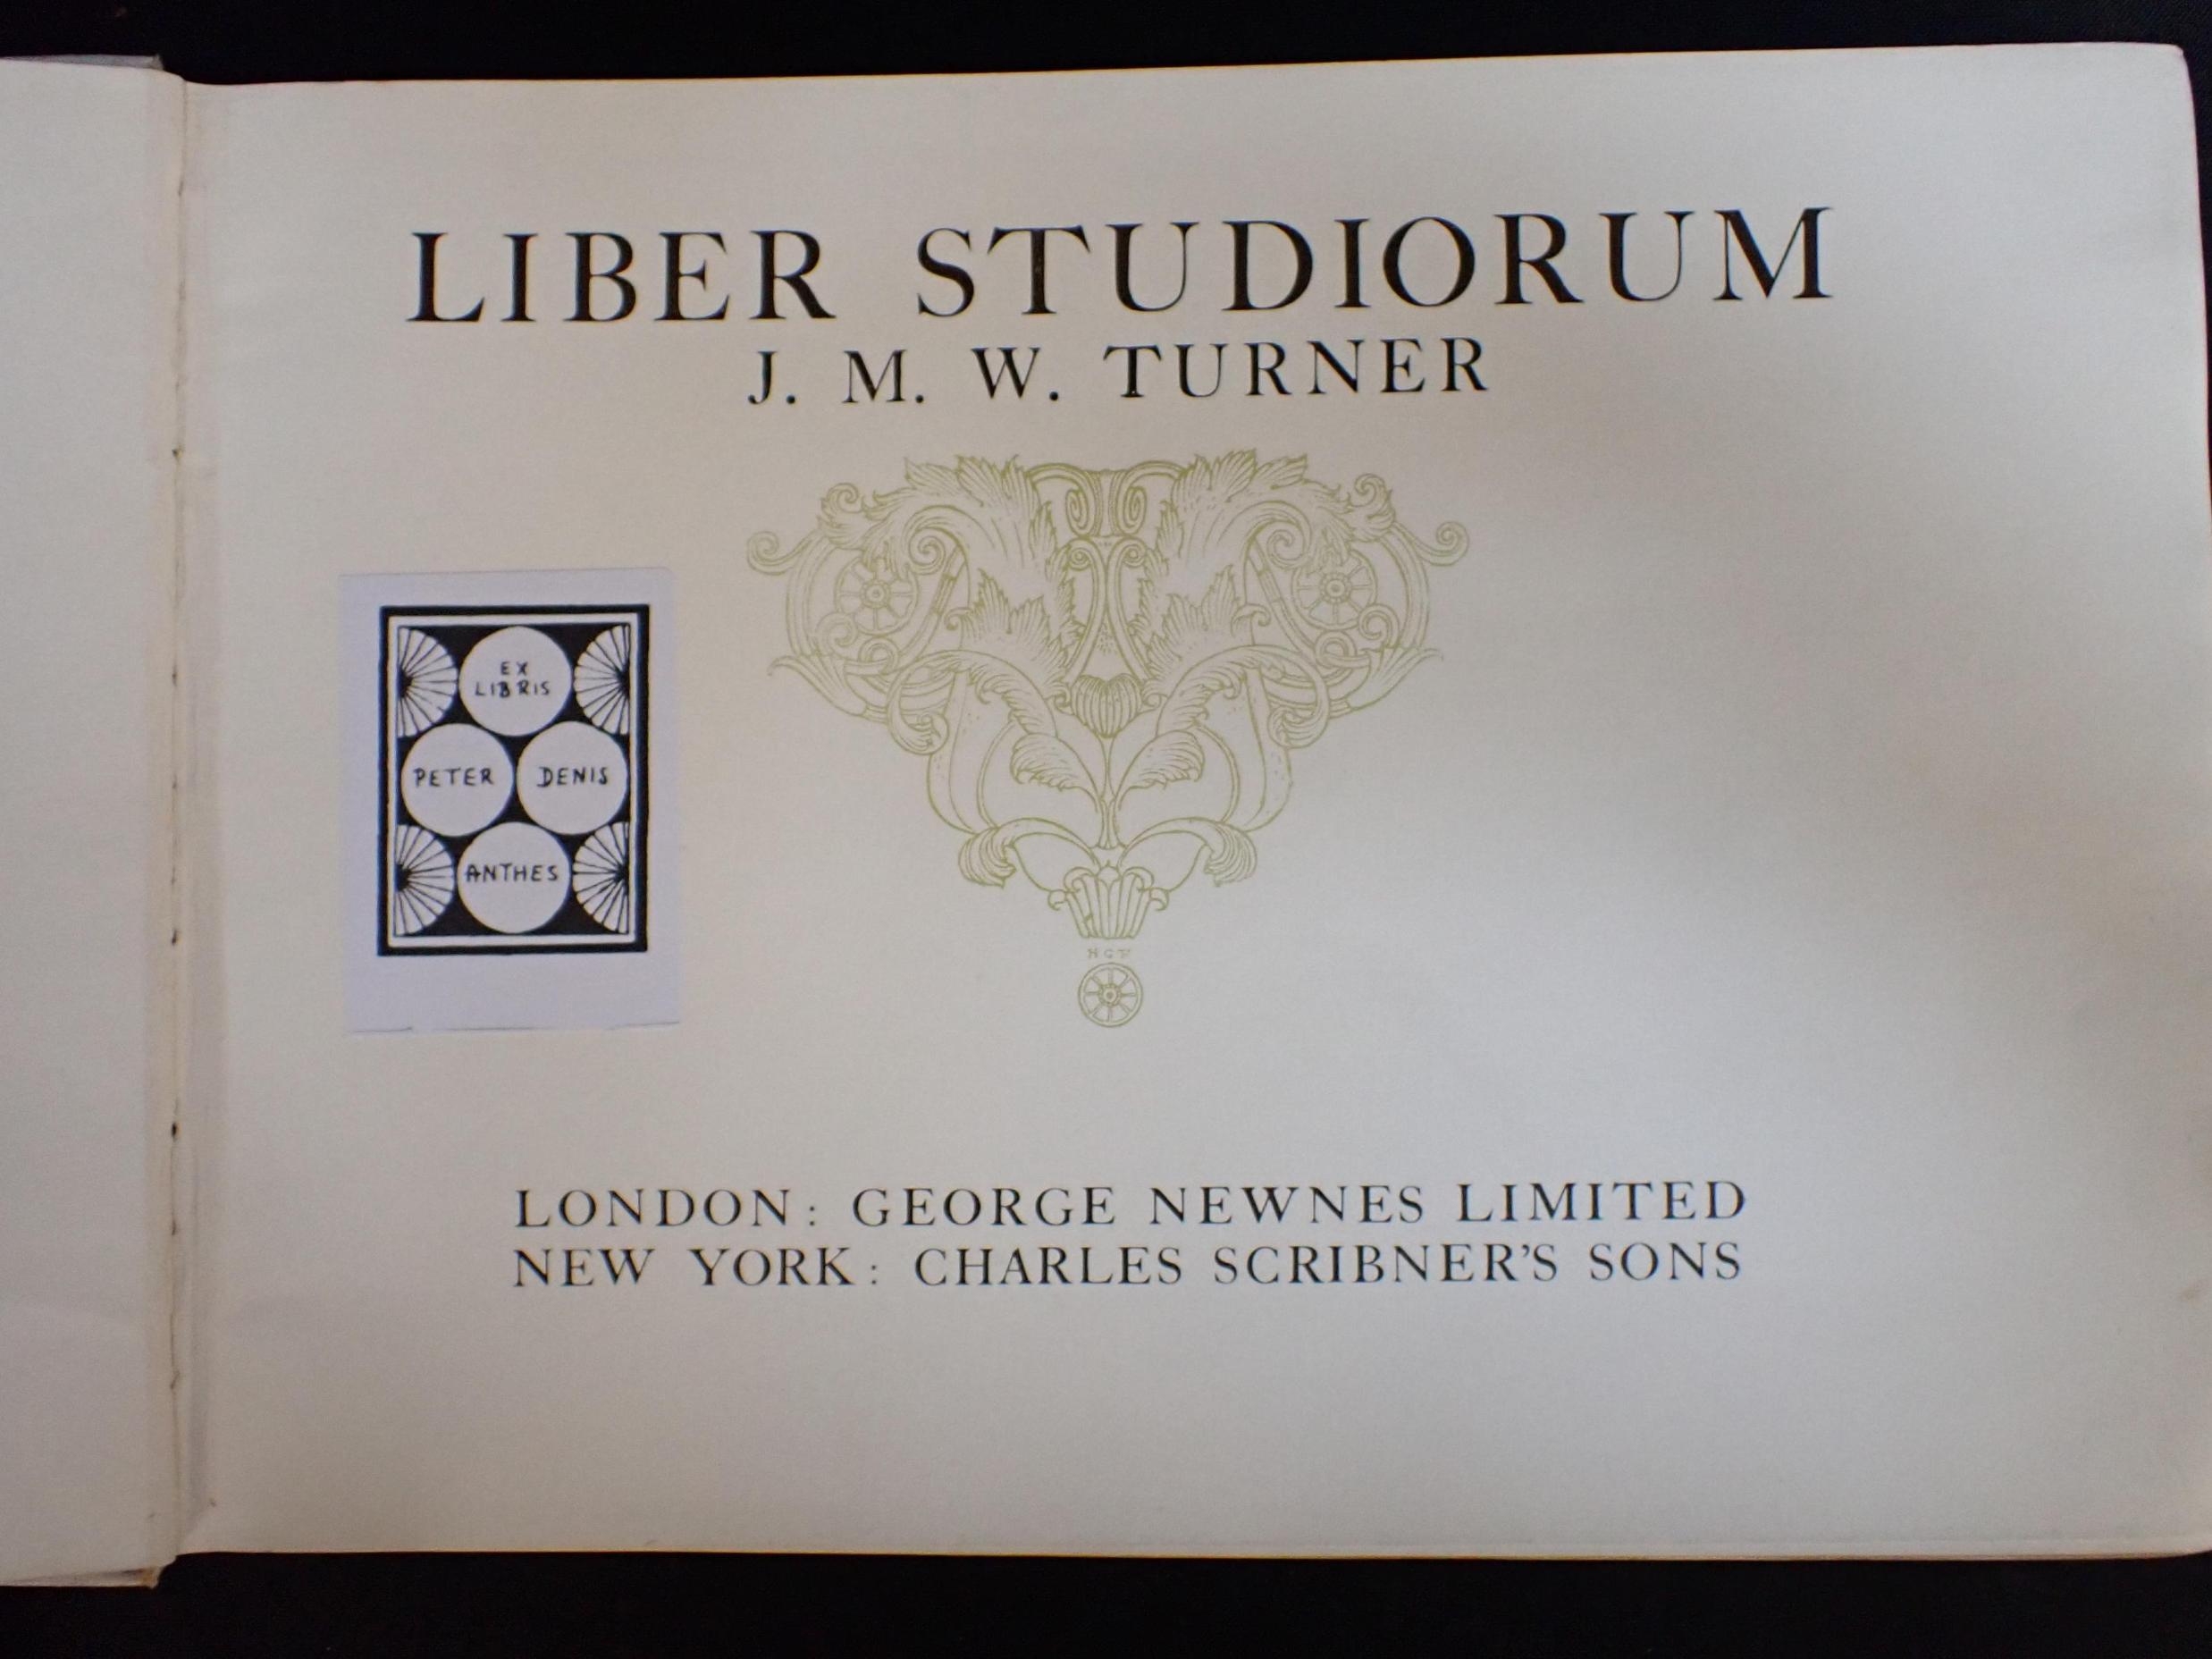 LIBER STUDIORUM
J. M. W. TURNER
EX
LIBRIS
PETER DENIS
ANTHES
LONDON: GEORGE NEWNES LIMITED
NEW YORK: CHARLES SCRIBNER'S SONS